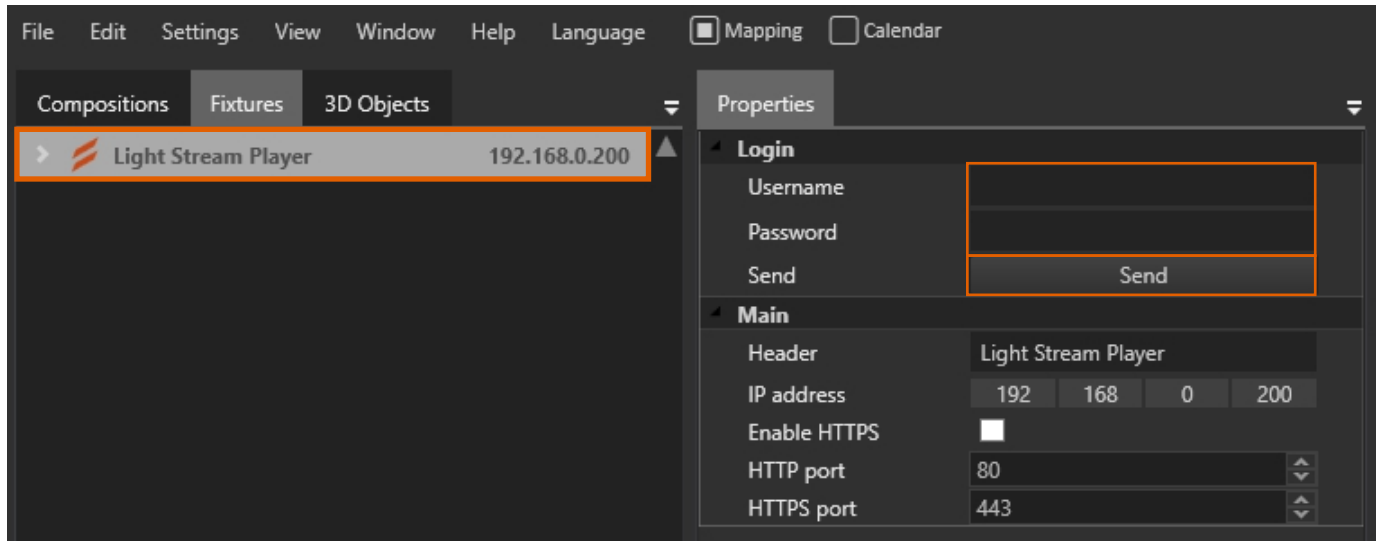 File Edit Settings View Window Help Language Mapping Calendar
Compositions Fixtures 3D Objects
Light Stream Player 192.168.0.200
Properties
Login
Username
Password
Send Send
Main
Header Light Stream Player
IP address 192 168 0 200
Enable HTTPS
HTTP port 80
HTTPS port 443